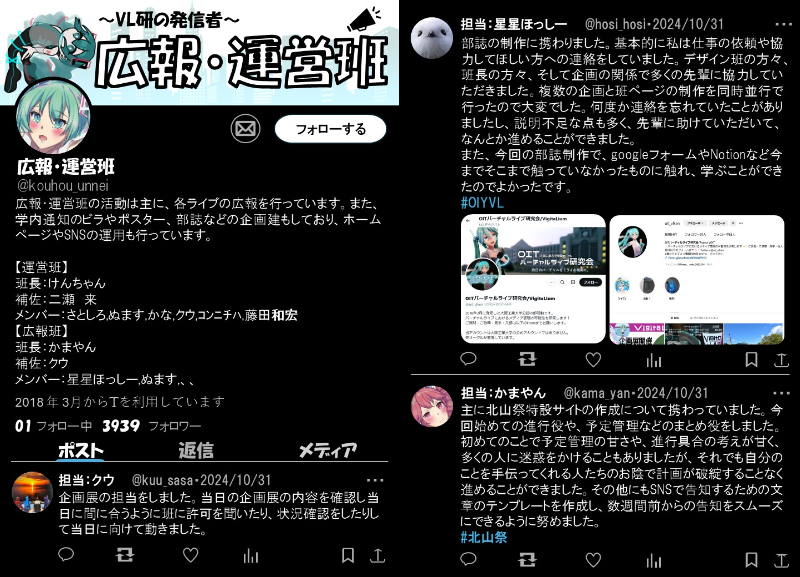 ～VL研の発信者～
広報・運営班
フォローする
広報・運営班
@kouhou_unnei
広報・運営班の活動は主に、各ライブの広報を行っています。また、
学内通知のビラやポスター、部誌などの企画建もしており、ホーム
ページやSNSの運用も行っています。
【運営班】
班長：けんちゃん
補佐：二瀬　来
メンバー：さとしろ,ぬます,かな,クウ,コンニチハ,藤田和宏
【広報班】
班長：かまやん
補佐：クウ
メンバー：星星ほっしー,ぬます,、、
2018年3月からTを利用しています
01 フォロー中 3939 フォロワー
ポスト 返信 メディア
担当：クウ @kuu_sasa・2024/10/31
企画展の担当をしました。当日の企画展の内容を確認し当
日に間に合うように班に許可を聞いたり、状況確認をしたりし
て当日に向けて動きました。
担当：星星ほっしー @hosi_hosi・2024/10/31
部誌の制作に携わりました。基本的に私は仕事の依頼や協
力してほしい方への連絡をしていました。デザイン班の方々、
班長の方々、そして企画の関係で多くの先輩に協力してい
ただきました。複数の企画と班ページの制作を同時並行で
行ったので大変でした。何度か連絡を忘れていたことがあり
ましたし、説明不足な点も多く、先輩に助けていただいて、
なんとか進めることができました。
また、今回の部誌制作で、googleフォームやNotionなど今
までそこまで触っていなかったものに触れ、学ぶことができ
たのでよかったです。
#OIYVL
OITバーチャルライブ研究会/VigitaLium
OIT
バーチャルライブ研究会
フォロー
OITバーチャルライブ研究会/VigitaLium
担当：かまやん @kama_yan・2024/10/31
主に北山祭特設サイトの作成について携わっていました。今
回始めての進行役や、予定管理などのまとめ役をしました。
初めてのことで予定管理の甘さや、進行具合の考えが甘く、
多くの人に迷惑をかけることもありましたが、それでも自分の
ことを手伝ってくれる人たちのお陰で計画が破綻することなく
進めることができました。その他にもSNSで告知するための文
章のテンプレートを作成し、数週間前からの告知をスムーズ
にできるように努めました。
#北山祭